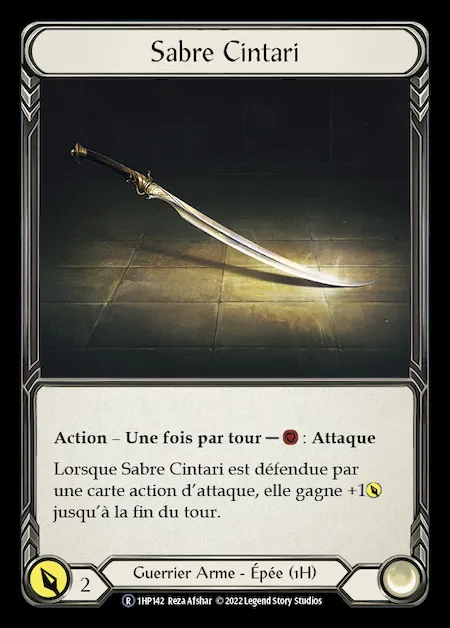 Sabre Cintari
Action – Une fois par tour — : Attaque
Lorsque Sabre Cintari est défendue par
une carte action d'attaque, elle gagne +1
jusqu'à la fin du tour.
2
Guerrier Arme - Épée (1H)
R 1HP142 Reza Afshar © 2022 Legend Story Studios